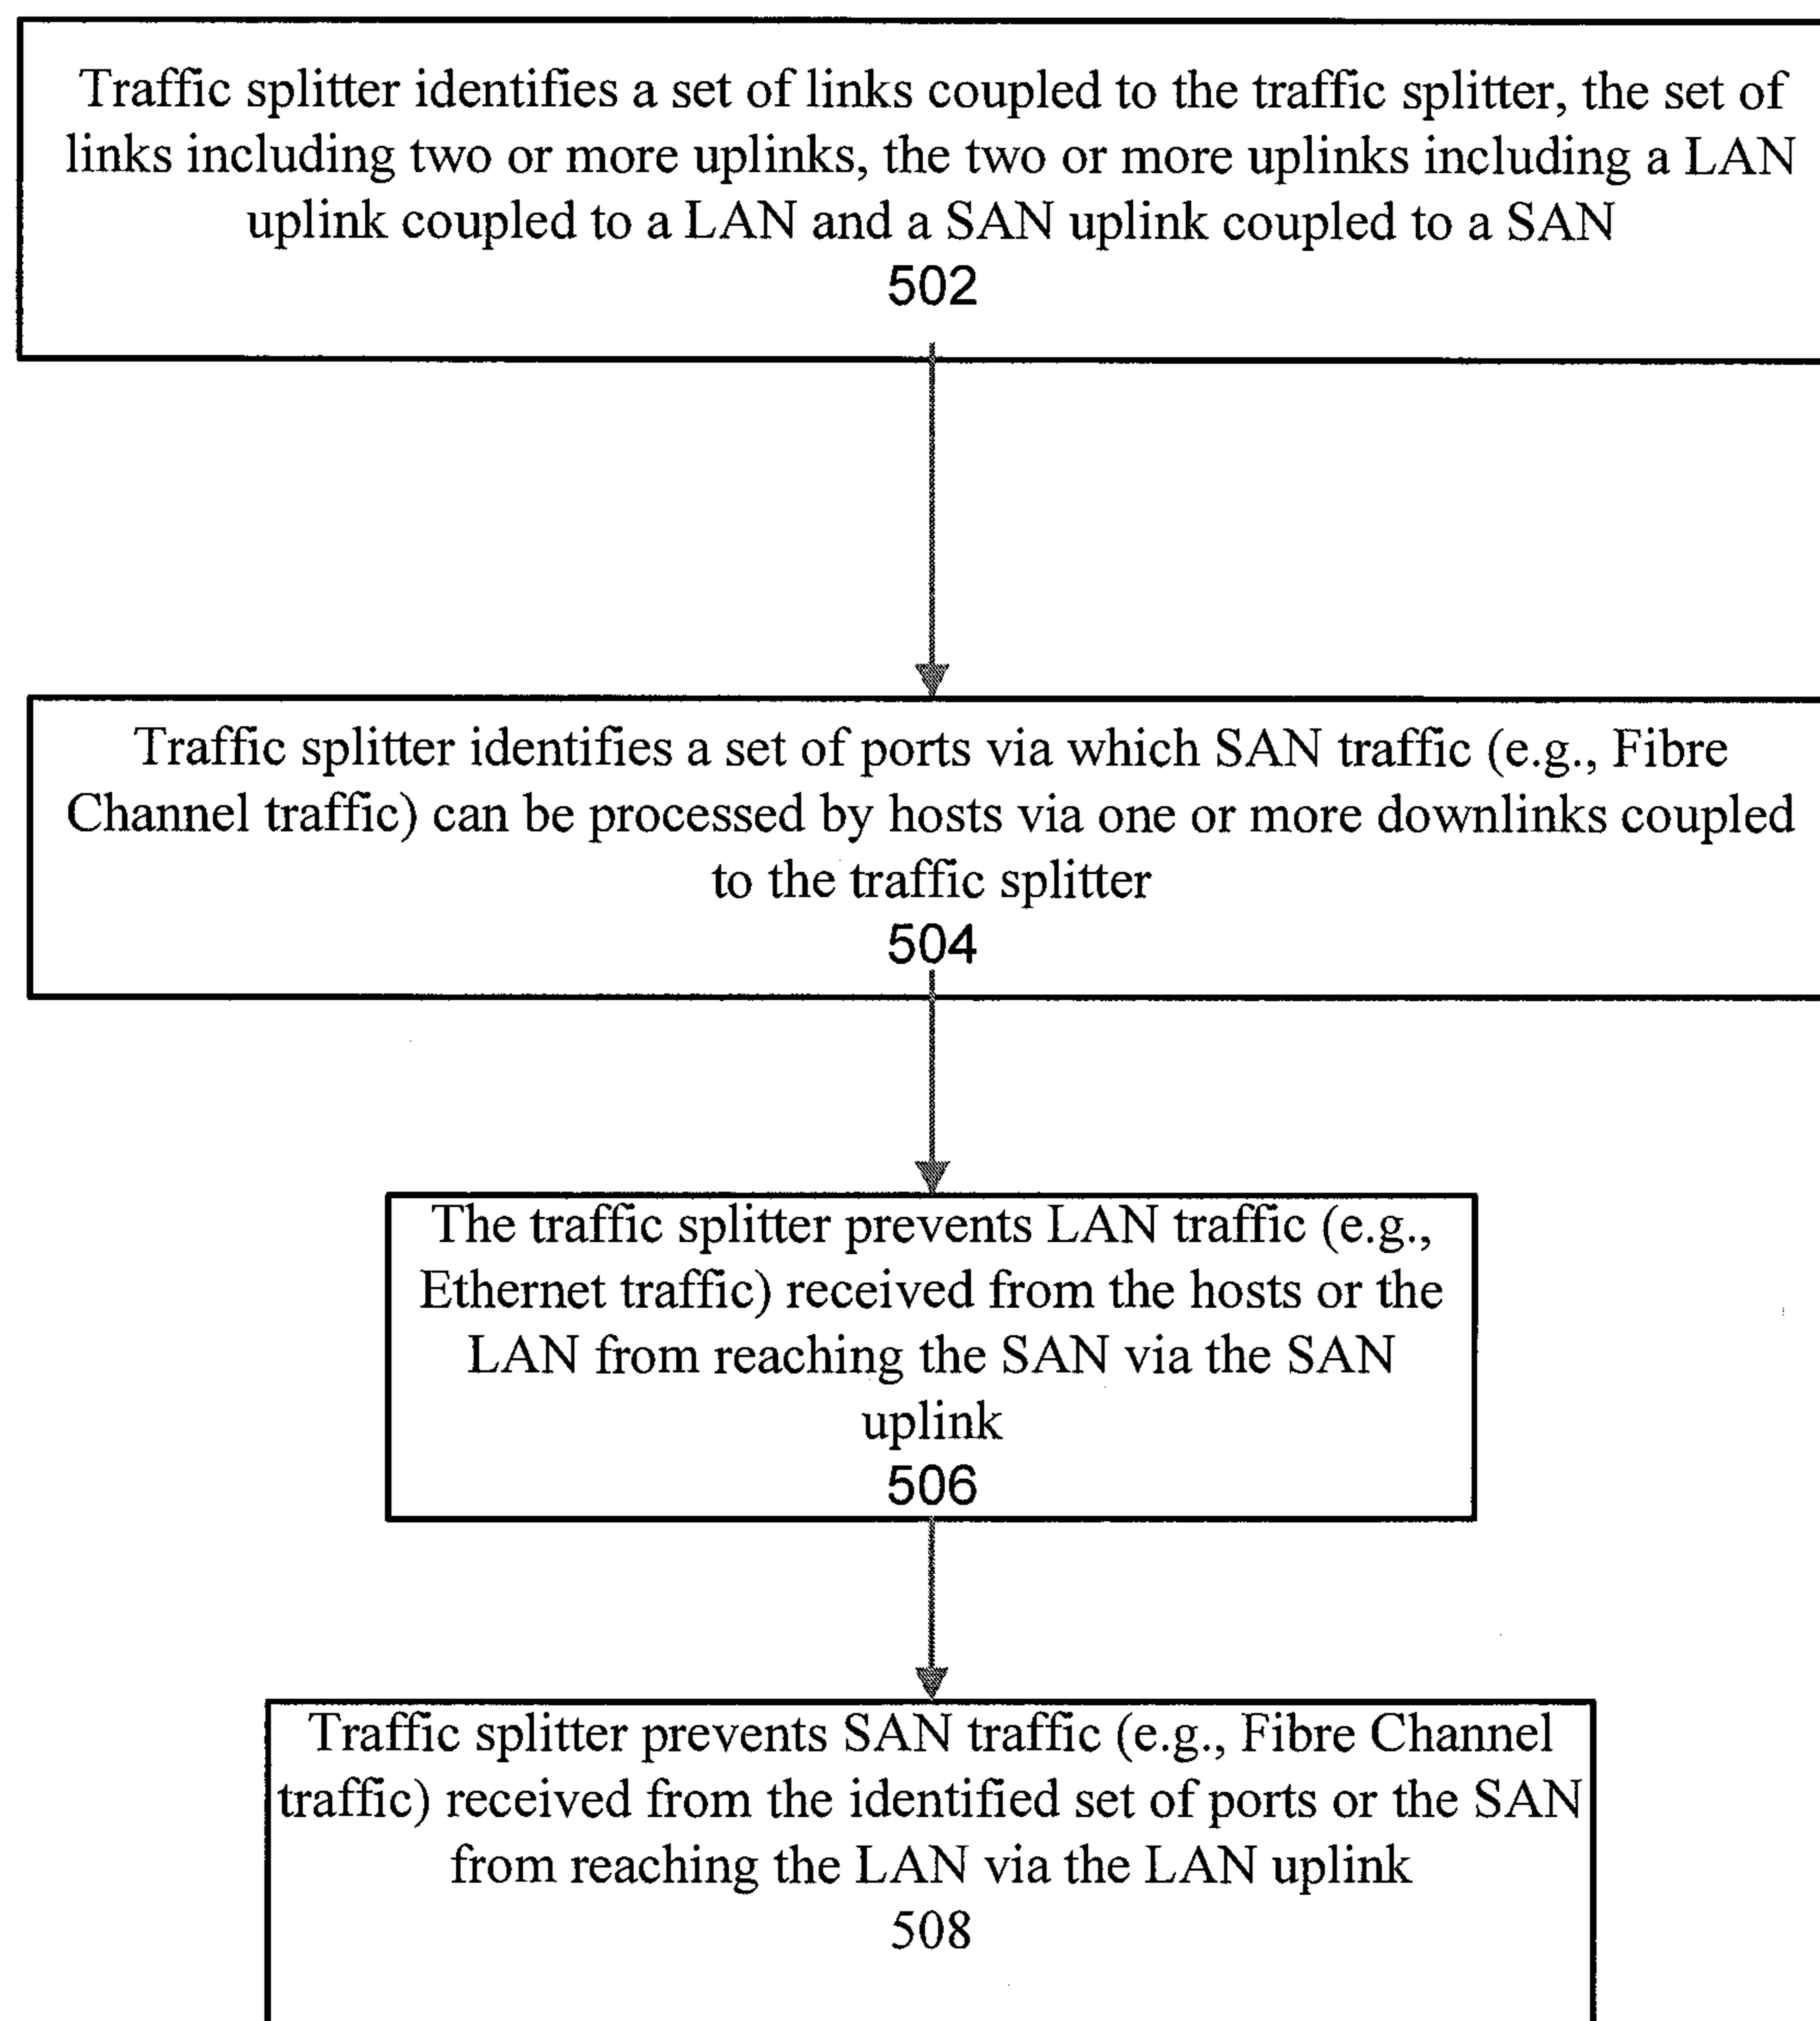 Traffic splitter identifies a set of links coupled to the traffic splitter, the set of
links including two or more uplinks, the two or more uplinks including a LAN
uplink coupled to a LAN and a SAN uplink coupled to a SAN
502
Traffic splitter identifies a set of ports via which SAN traffic (e.g., Fibre
Channel traffic) can be processed by hosts via one or more downlinks coupled
to the traffic splitter
504
The traffic splitter prevents LAN traffic (e.g.,
Ethernet traffic) received from the hosts or the
LAN from reaching the SAN via the SAN
uplink
506
Traffic splitter prevents SAN traffic (e.g., Fibre Channel
traffic) received from the identified set of ports or the SAN
from reaching the LAN via the LAN uplink
508